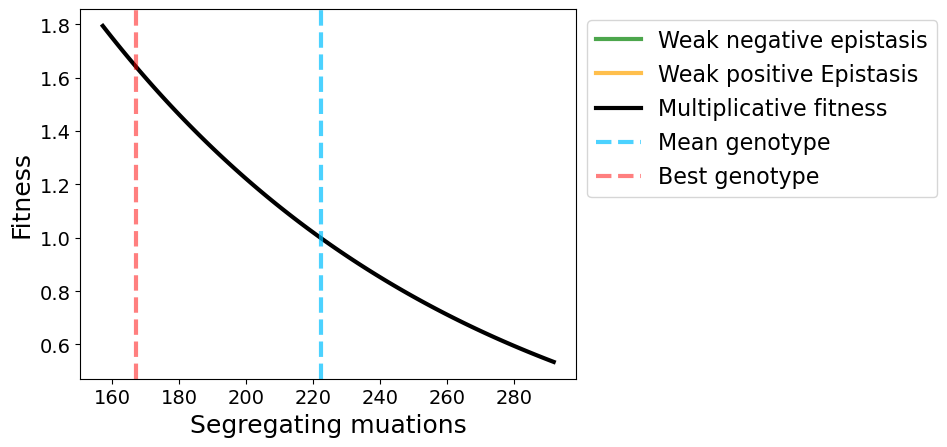 1.8
1.6
1.4
1.2
1.0
0.8
0.6
Fitness
160 180 200 220 240 260 280
Segregating muations
Weak negative epistasis
Weak positive Epistasis
Multiplicative fitness
Mean genotype
Best genotype